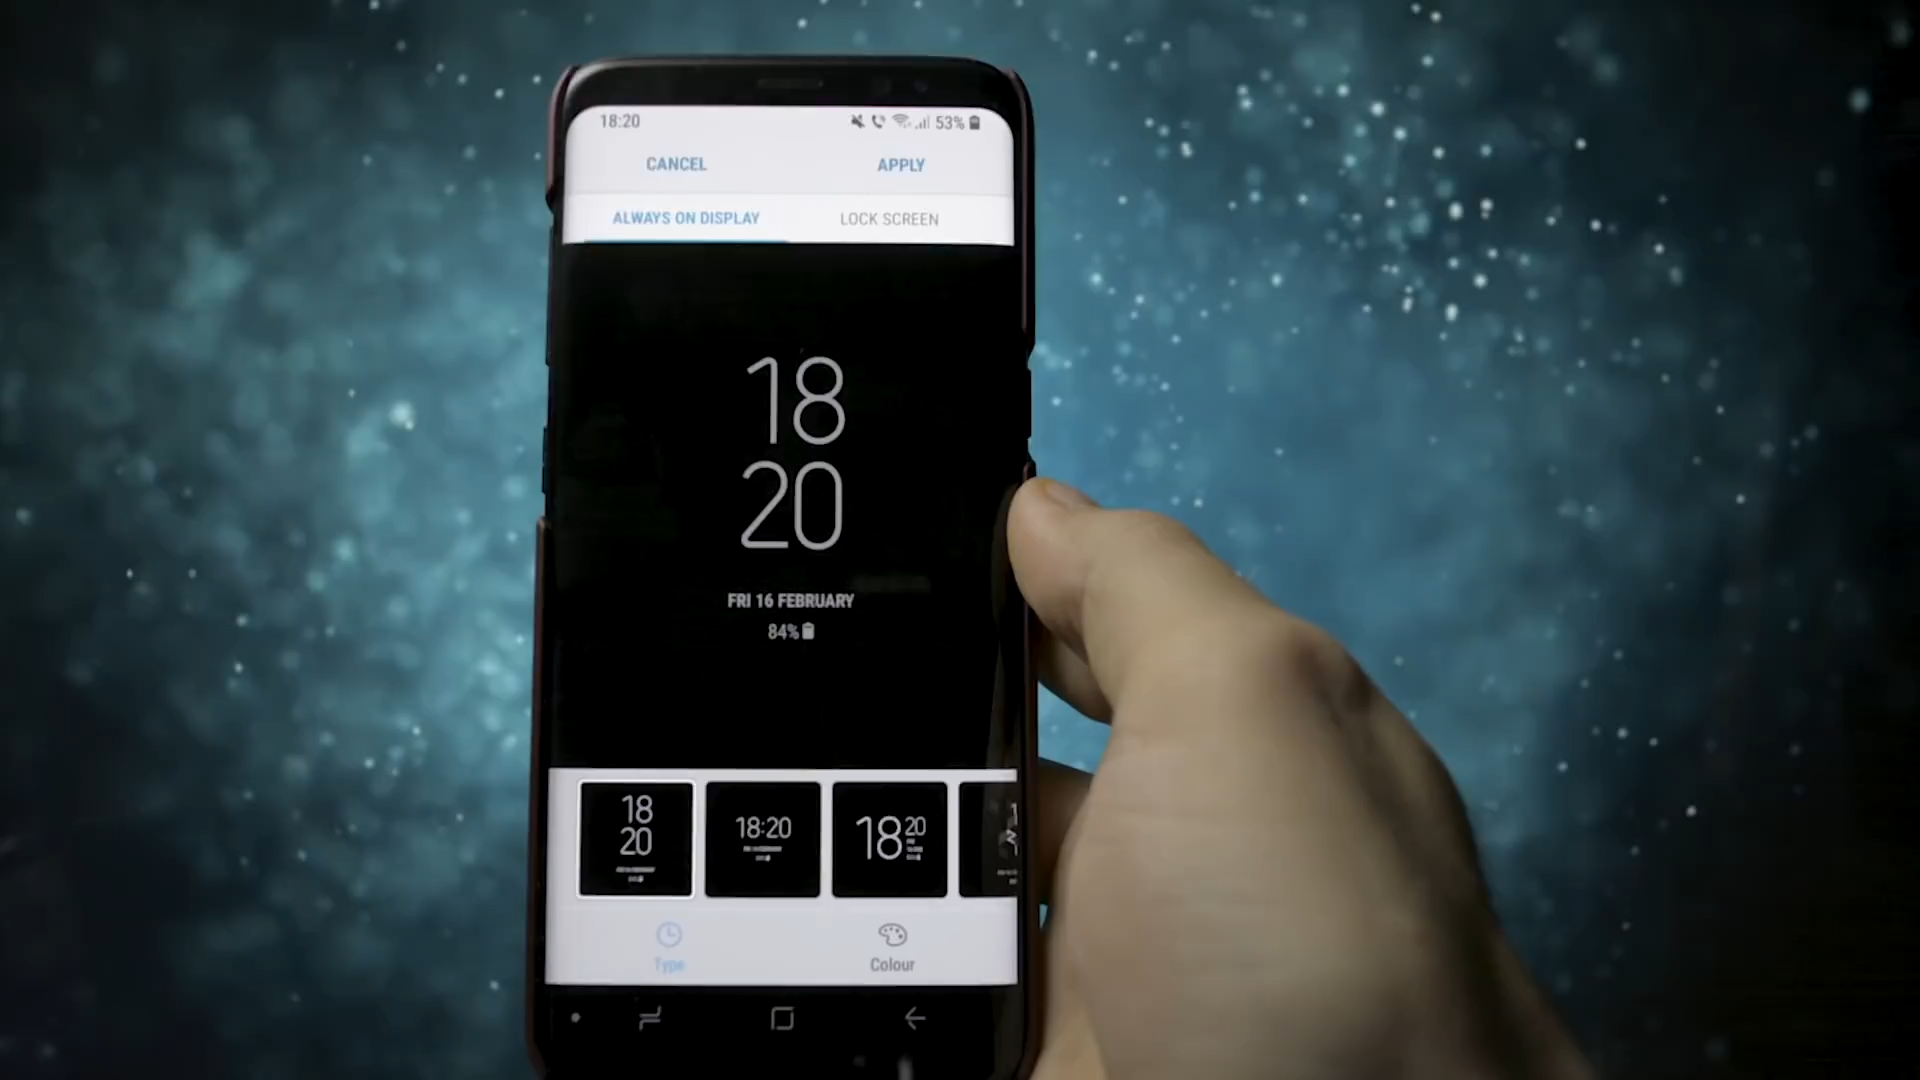 18:20 53%
CANCEL APPLY
ALWAYS ON DISPLAY LOCK SCREEN
18
20
FRI 16 FEBRUARY
84%
18
20
18:20
18 20
Type Colour